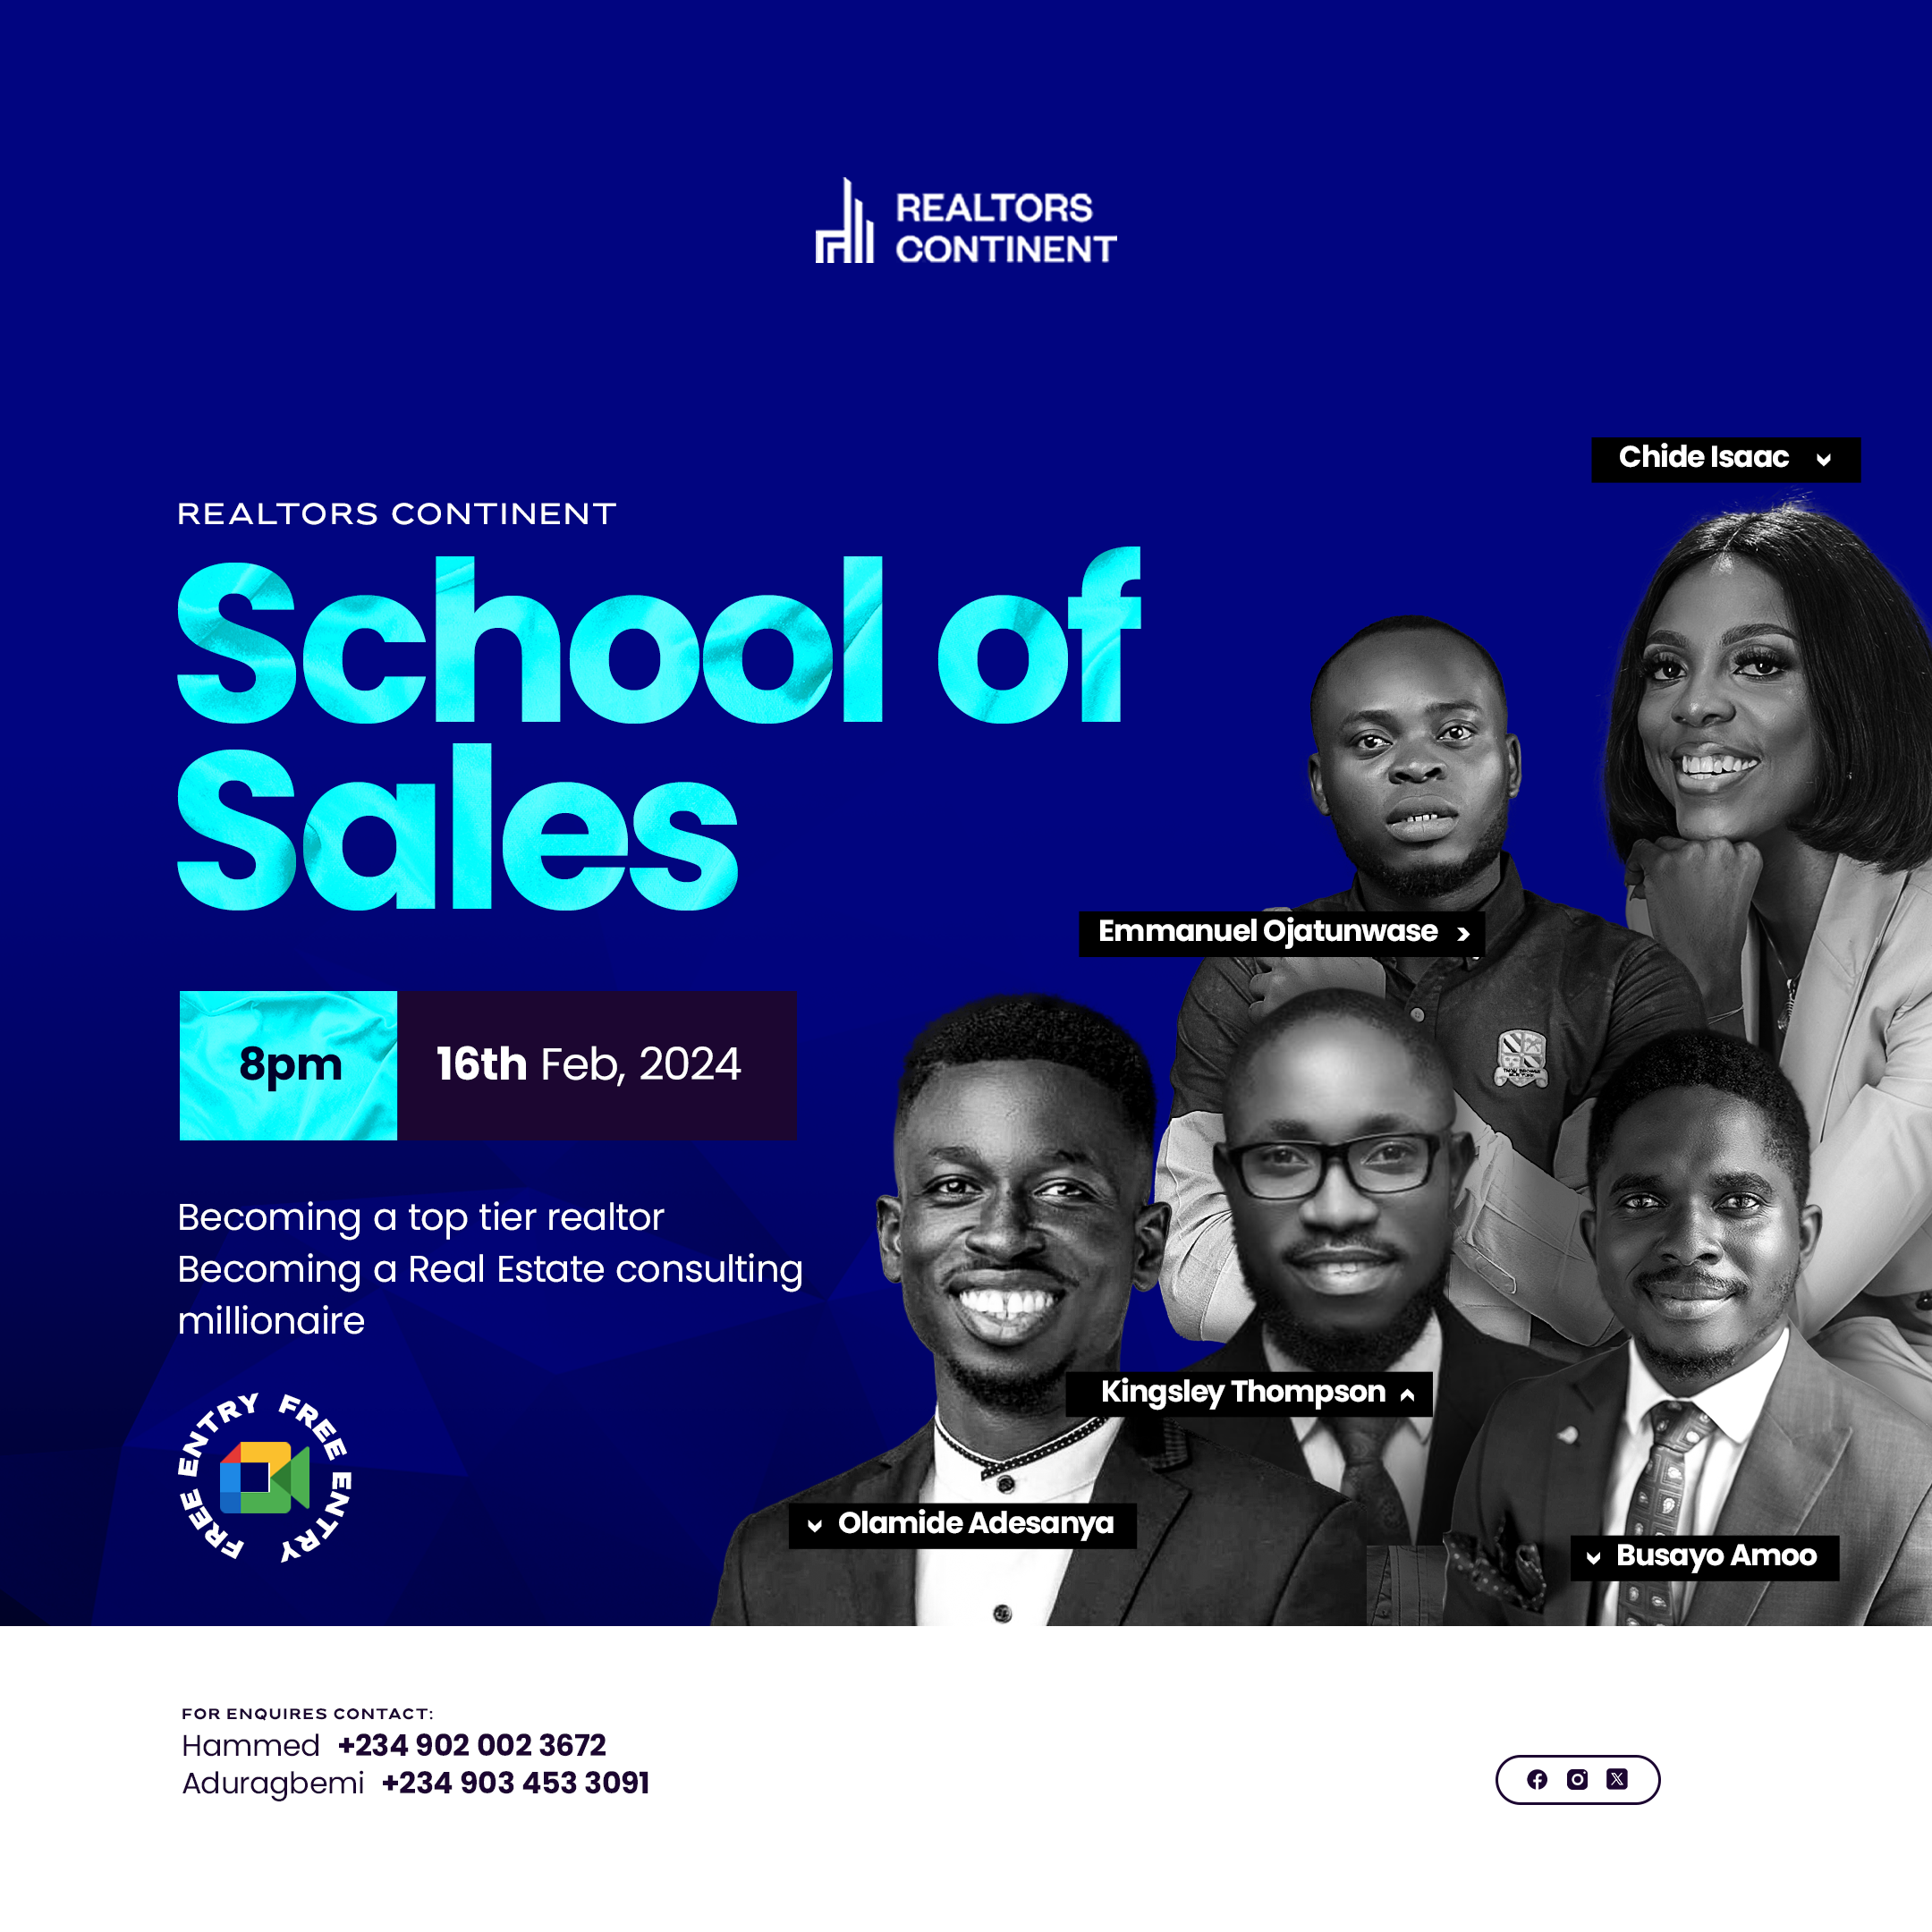 REALTORS
CONTINENT
REALTORS CONTINENT
School of
Sales
8pm
16th Feb, 2024
Becoming a top tier realtor
Becoming a Real Estate consulting
millionaire
FREE ENTRY FREE ENTRY
Chide Isaac
Emmanuel Ojatunwase
Kingsley Thompson
Olamide Adesanya
Busayo Amoo
FOR ENQUIRES CONTACT:
Hammed +234 902 002 3672
Aduragbemi +234 903 453 3091